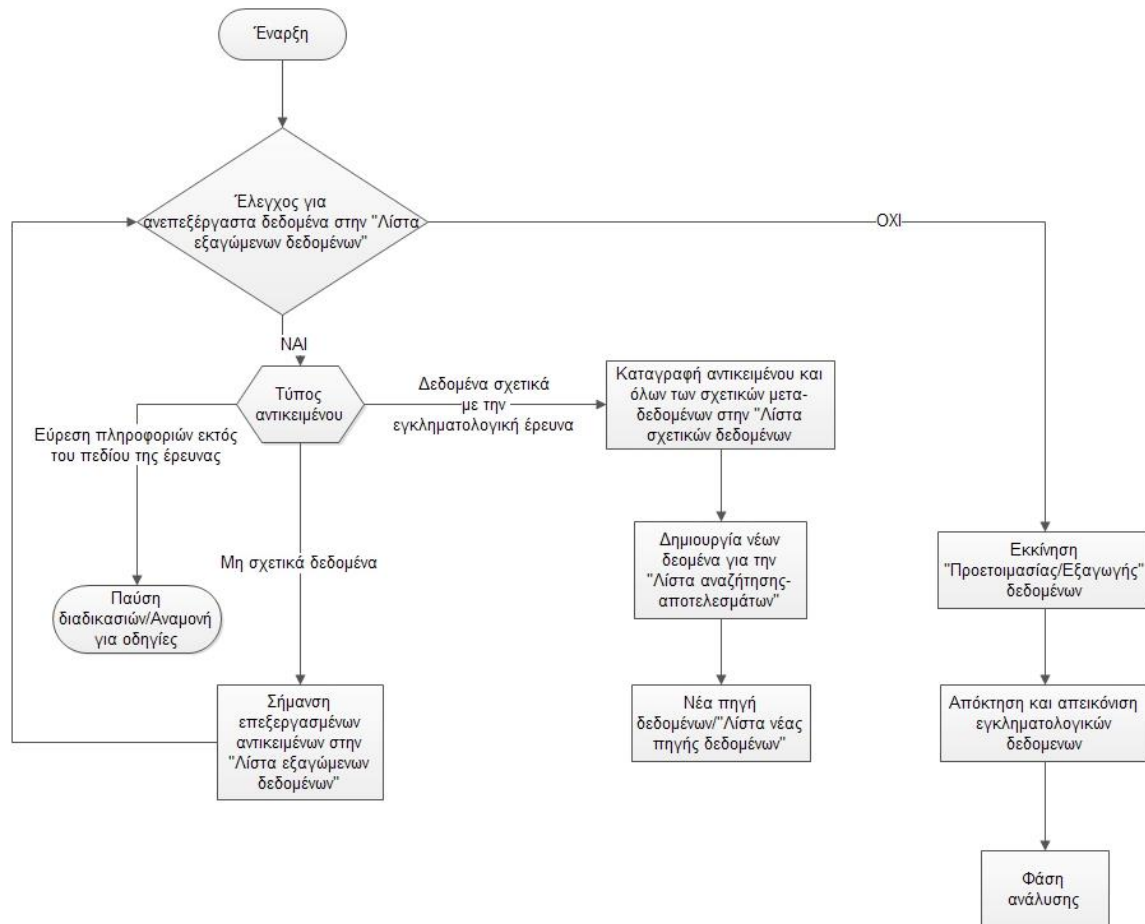 Έναρξη
Έλεγχος για
ανεπεξέργαστα δεδομένα στην "Λίστα
εξαγώμενων δεδομένων"
ΟΧΙ
ΝΑΙ
Τύπος
αντικειμένου
Δεδομένα σχετικά
με την
εγκληματολογική έρευνα
Καταγραφή αντικειμένου και
όλων των σχετικών μετα-
δεδομένων στην "Λίστα
σχετικών δεδομένων
Εύρεση πληροφοριών εκτός
του πεδίου της έρευνας
Μη σχετικά δεδομένα
Δημιουργία νέων
δεομένα για την
"Λίστα αναζήτησης-
αποτελεσμάτων"
Εκκίνηση
"Προετοιμασίας/Εξαγωγής"
δεδομένων
Παύση
διαδικασιών/Αναμονή
για οδηγίες
Σήμανση
επεξεργασμένων
αντικειμένων στην
"Λίστα εξαγώμενων
δεδομένων"
Νέα πηγή
δεδομένων/"Λίστα νέας
πηγής δεδομένων"
Απόκτηση και απεικόνιση
εγκληματολογικών
δεδομενων
Φάση
ανάλυσης